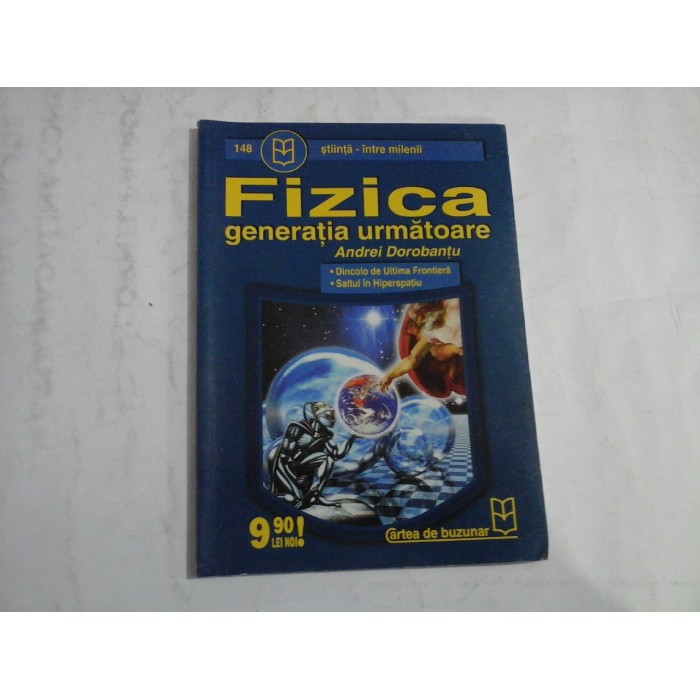 148 știință - între milenii
Fizica
generația următoare
Andrei Dorobanțu
• Dincolo de Ultima Frontieră
• Saltul în Hiperspațiu
9 90 LEI NOI!
Cartea de buzunar